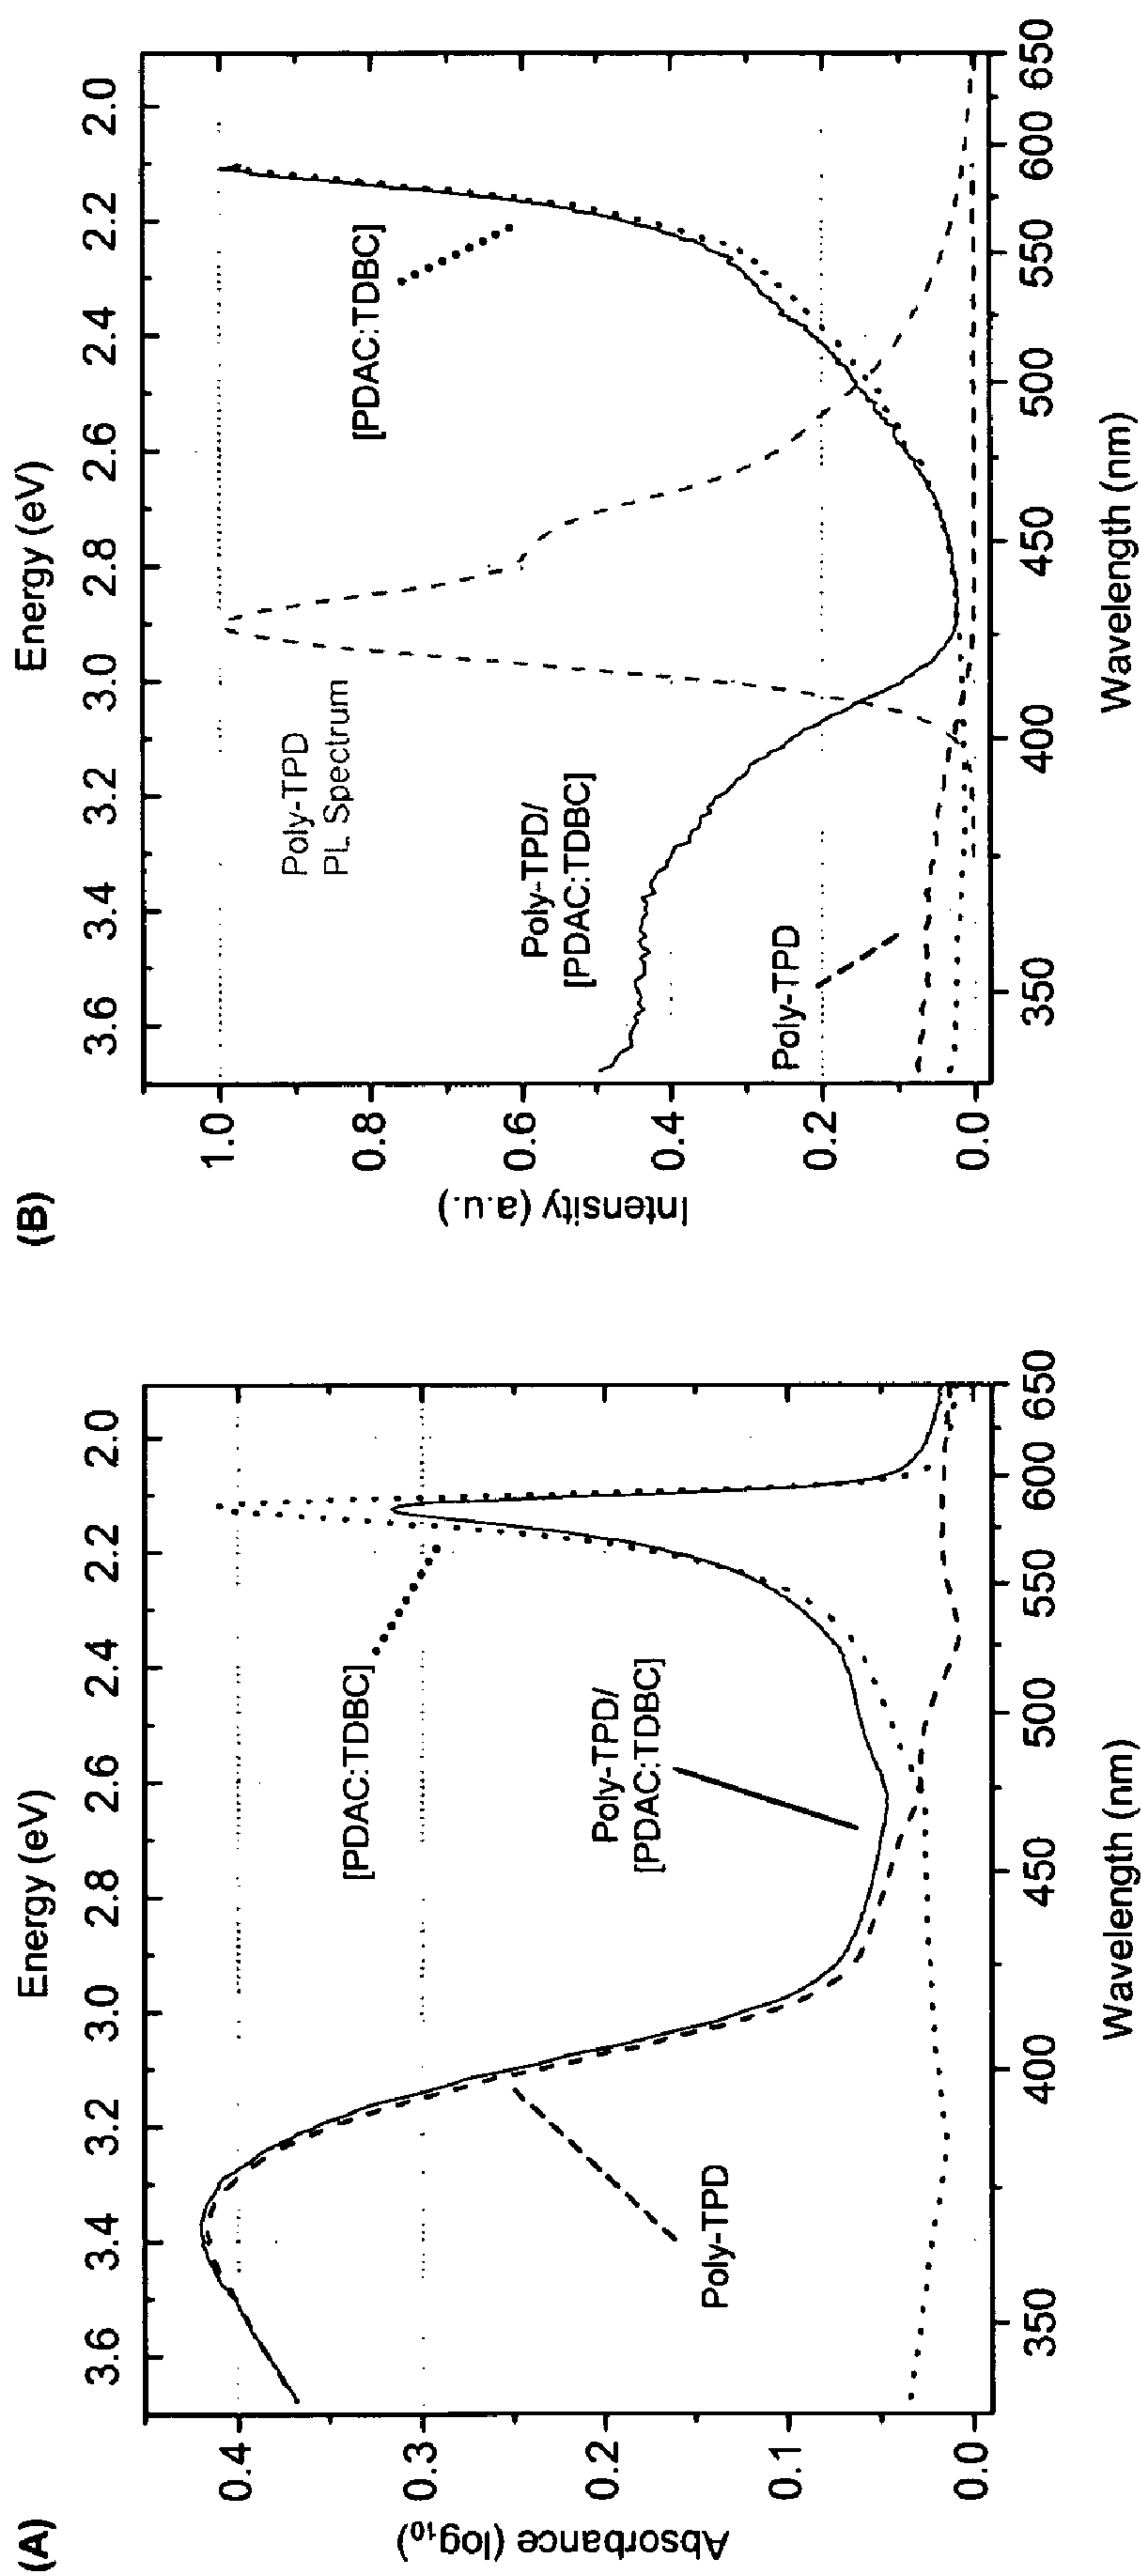 (A)
Energy (eV)
3.6 3.4 3.2 3.0 2.8 2.6 2.4 2.2 2.0
Absorbance (log10)
0.4
0.3
0.2
0.1
0.0
[PDAC:TDBC]
Poly-TPD/
[PDAC:TDBC]
Poly-TPD
350 400 450 500 550 600 650
Wavelength (nm)
(B)
Energy (eV)
3.6 3.4 3.2 3.0 2.8 2.6 2.4 2.2 2.0
Intensity (a.u.)
1.0
0.8
0.6
0.4
0.2
0.0
Poly-TPD
PL Spectrum
[PDAC:TDBC]
Poly-TPD/
[PDAC:TDBC]
Poly-TPD
350 400 450 500 550 600 650
Wavelength (nm)